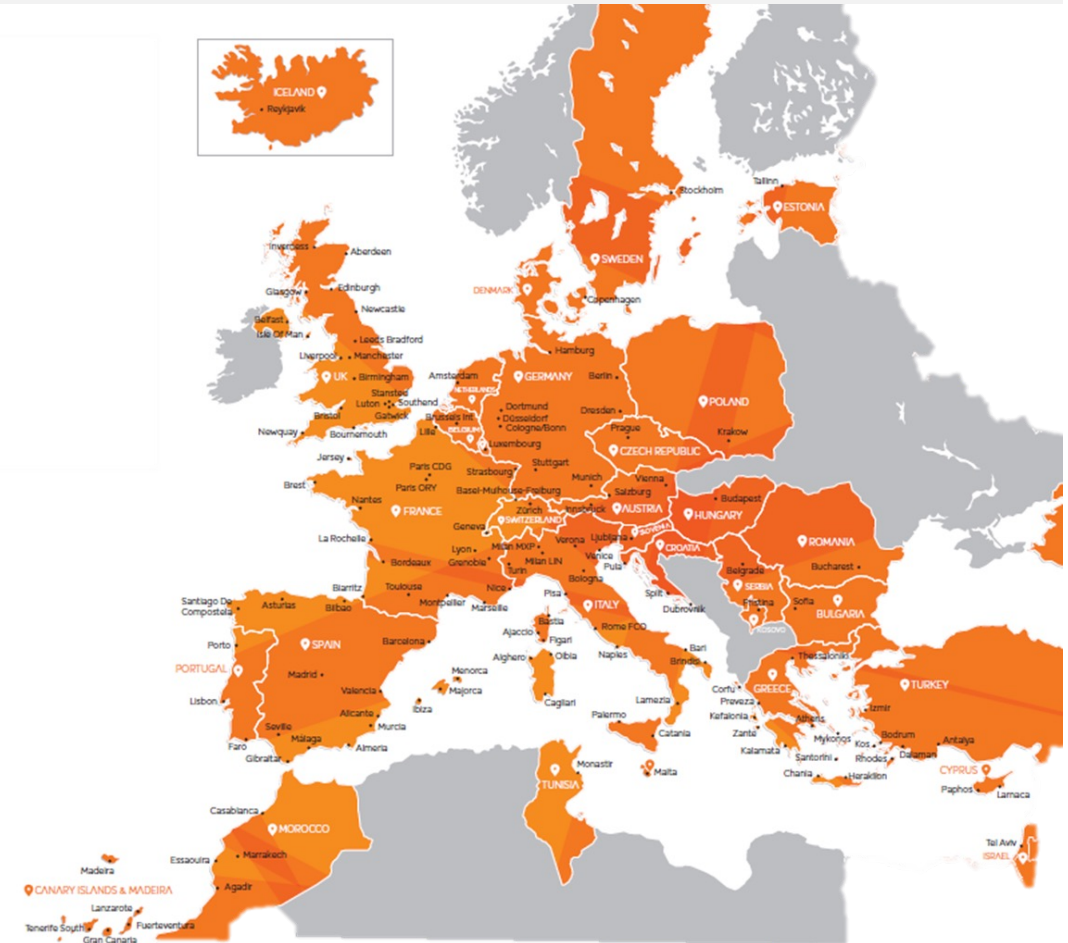 ICELAND
Reykjavik
Stockholm
Tallinn
ESTONIA
SWEDEN
DENMARK
Copenhagen
Inverness
Aberdeen
Glasgow
Edinburgh
Newcastle
Belfast
Isle Of Man
Leeds Bradford
Liverpool
Manchester
UK
Birmingham
Stansted
Luton
Southend
Gatwick
Bristol
Newquay
Bournemouth
Jersey
Amsterdam
NETHERLANDS
Brussels Int
BELGIUM
Lille
Luxembourg
Hamburg
GERMANY
Berlin
Dortmund
Düsseldorf
Cologne/Bonn
Dresden
Stuttgart
Munich
POLAND
Krakow
Prague
CZECH REPUBLIC
Paris CDG
Paris ORY
Strasbourg
Basel-Mulhouse-Freiburg
Brest
Nantes
FRANCE
La Rochelle
Geneva
Lyon
Grenoble
Bordeaux
Biarritz
Toulouse
Montpelier
Marseille
Nice
Zürich
SWITZERLAND
Innsbruck
Vienna
Salzburg
AUSTRIA
Budapest
HUNGARY
ROMANIA
Bucharest
SLOVENIA
Ljubljana
CROATIA
Pula
Split
Dubrovnik
Belgrade
SERBIA
Pristina
KOSOVO
Sofia
BULGARIA
Milan MXP
Milan LIN
Turin
Verona
Venice
Bologna
Pisa
ITALY
Rome FCO
Naples
Bari
Brindisi
Lamezia
Palermo
Catania
Bastia
Ajaccio
Figari
Alghero
Olbia
Cagliari
Santiago De
Compostela
Asturias
Bilbao
Porto
PORTUGAL
Lisbon
Faro
SPAIN
Madrid
Barcelona
Valencia
Alicante
Murcia
Almeria
Seville
Málaga
Gibraltar
Menorca
Majorca
Ibiza
Thessaloniki
GREECE
Corfu
Preveza
Kefalonia
Zante
Kalamata
Athens
Mykonos
Santorini
Chania
Heraklion
Kos
Rhodes
TURKEY
Izmir
Bodrum
Dalaman
Antalya
CYPRUS
Paphos
Larnaca
Tel Aviv
ISRAEL
Malta
Monastir
TUNISIA
Casablanca
MOROCCO
Essaouira
Marrakech
Agadir
Madeira
CANARY ISLANDS & MADEIRA
Lanzarote
Tenerife South
Fuerteventura
Gran Canaria